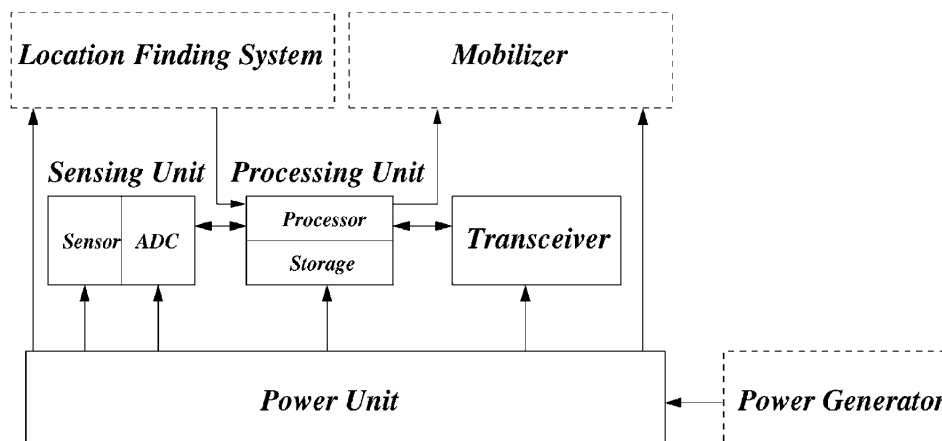 Location Finding System
Mobilizer
Sensing Unit
Processing Unit
Sensor
ADC
Processor
Storage
Transceiver
Power Unit
Power Generator